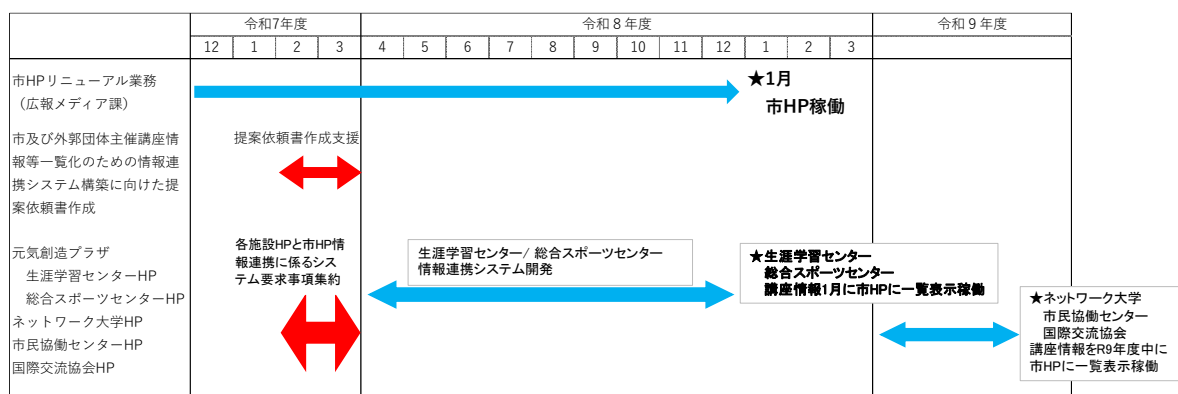 令和7年度 令和8年度 令和9年度
12 1 2 3 4 5 6 7 8 9 10 11 12 1 2 3
市HPリニューアル業務
（広報メディア課）
★1月
市HP稼働
市及び外郭団体主催講座情
報等一覧化のための情報連
携システム構築に向けた提
案依頼書作成
提案依頼書作成支援
元気創造プラザ
生涯学習センターHP
総合スポーツセンターHP
ネットワーク大学HP
市民協働センターHP
国際交流協会HP
各施設HPと市HP情
報連携に係るシス
テム要求事項集約
生涯学習センター/ 総合スポーツセンター
情報連携システム開発
★生涯学習センター
総合スポーツセンター
講座情報1月に市HPに一覧表示稼働
★ネットワーク大学
市民協働センター
国際交流協会
講座情報をR9年度中に
市HPに一覧表示稼働